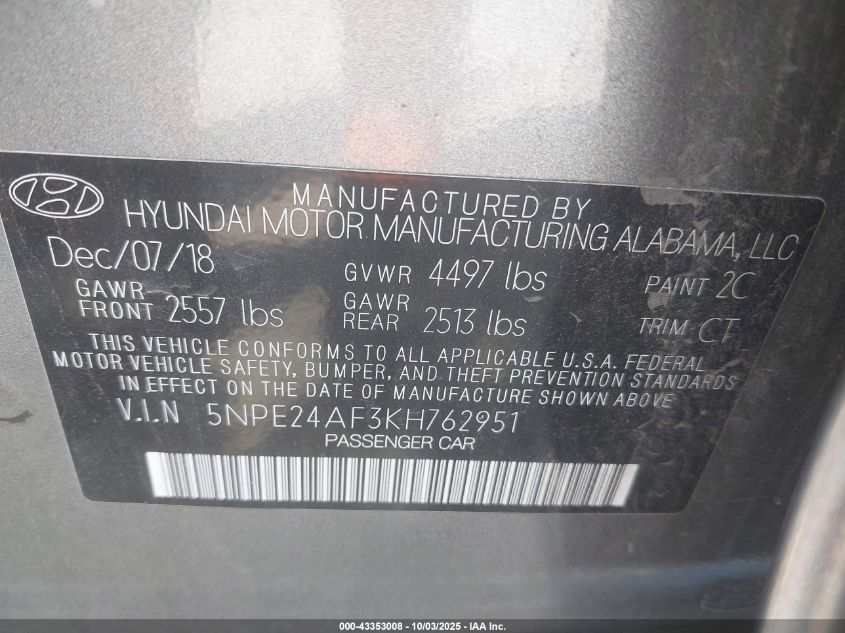 MANUFACTURED BY
HYUNDAI MOTOR MANUFACTURING ALABAMA, LLC
Dec/07/18 GVWR 4497 lbs PAINT 2C
GAWR FRONT 2557 lbs GAWR REAR 2513 lbs TRIM CT
THIS VEHICLE CONFORMS TO ALL APPLICABLE U.S.A. FEDERAL
MOTOR VEHICLE SAFETY, BUMPER, AND THEFT PREVENTION STANDARDS
IN EFFECT ON THE DATE OF MANUFACTURE SHOWN ABOVE
V.I.N 5NPE24AF3KH762951
PASSENGER CAR
000-43353008 - 10/03/2025 - IAA Inc.